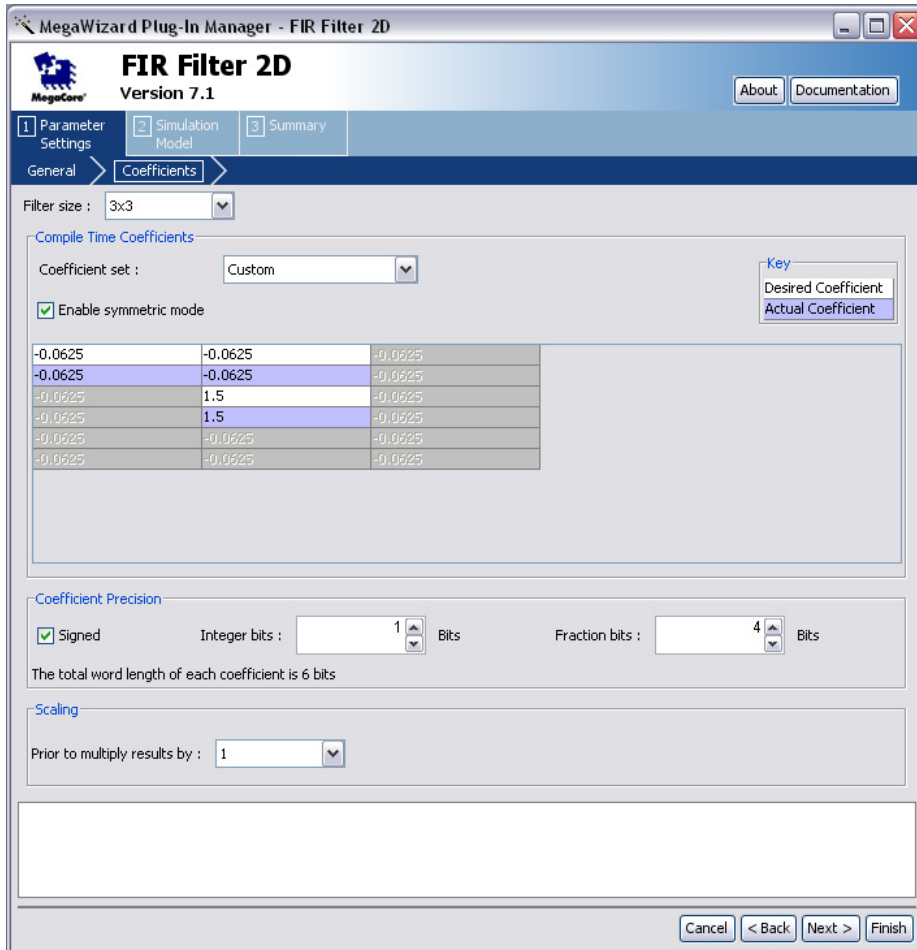 MegaWizard Plug-In Manager - FIR Filter 2D
FIR Filter 2D
MegaCore®
Version 7.1
About Documentation
1 Parameter Settings 2 Simulation Model 3 Summary
General Coefficients
Filter size : 3x3
Compile Time Coefficients
Coefficient set : Custom
Key
Desired Coefficient
Actual Coefficient
Enable symmetric mode
-0.0625 -0.0625 -0.0625
-0.0625 -0.0625 -0.0625
-0.0625 1.5 -0.0625
-0.0625 1.5 -0.0625
-0.0625 -0.0625 -0.0625
-0.0625 -0.0625 -0.0625
Coefficient Precision
Signed Integer bits : 1 Bits Fraction bits : 4 Bits
The total word length of each coefficient is 6 bits
Scaling
Prior to multiply results by : 1
Cancel < Back Next > Finish